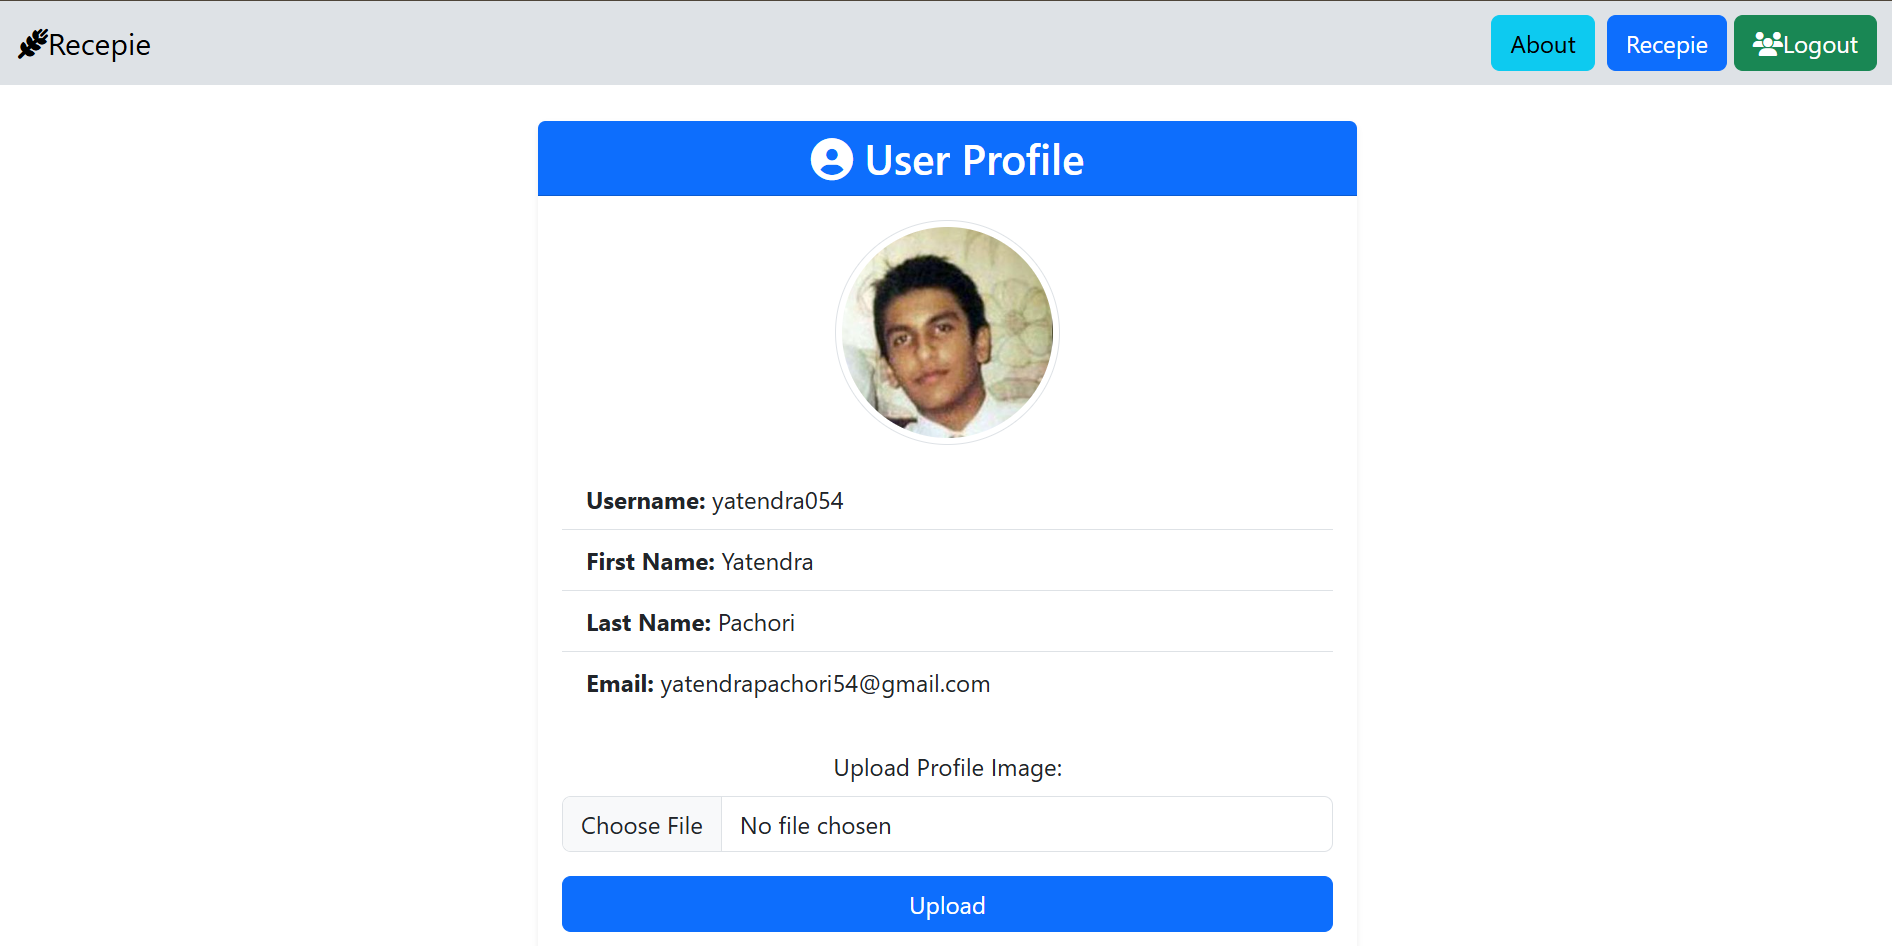 Recepie
About
Recepie
Logout
User Profile
Username: yatendra054
First Name: Yatendra
Last Name: Pachori
Email: yatendrapachori54@gmail.com
Upload Profile Image:
Choose File No file chosen
Upload